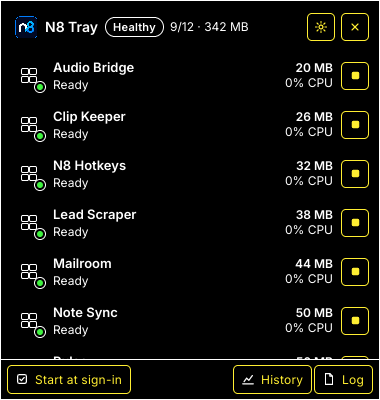 n8 N8 Tray Healthy 9/12 · 342 MB
Audio Bridge 20 MB
Ready 0% CPU
Clip Keeper 26 MB
Ready 0% CPU
N8 Hotkeys 32 MB
Ready 0% CPU
Lead Scraper 38 MB
Ready 0% CPU
Mailroom 44 MB
Ready 0% CPU
Note Sync 50 MB
Ready 0% CPU
Start at sign-in History Log